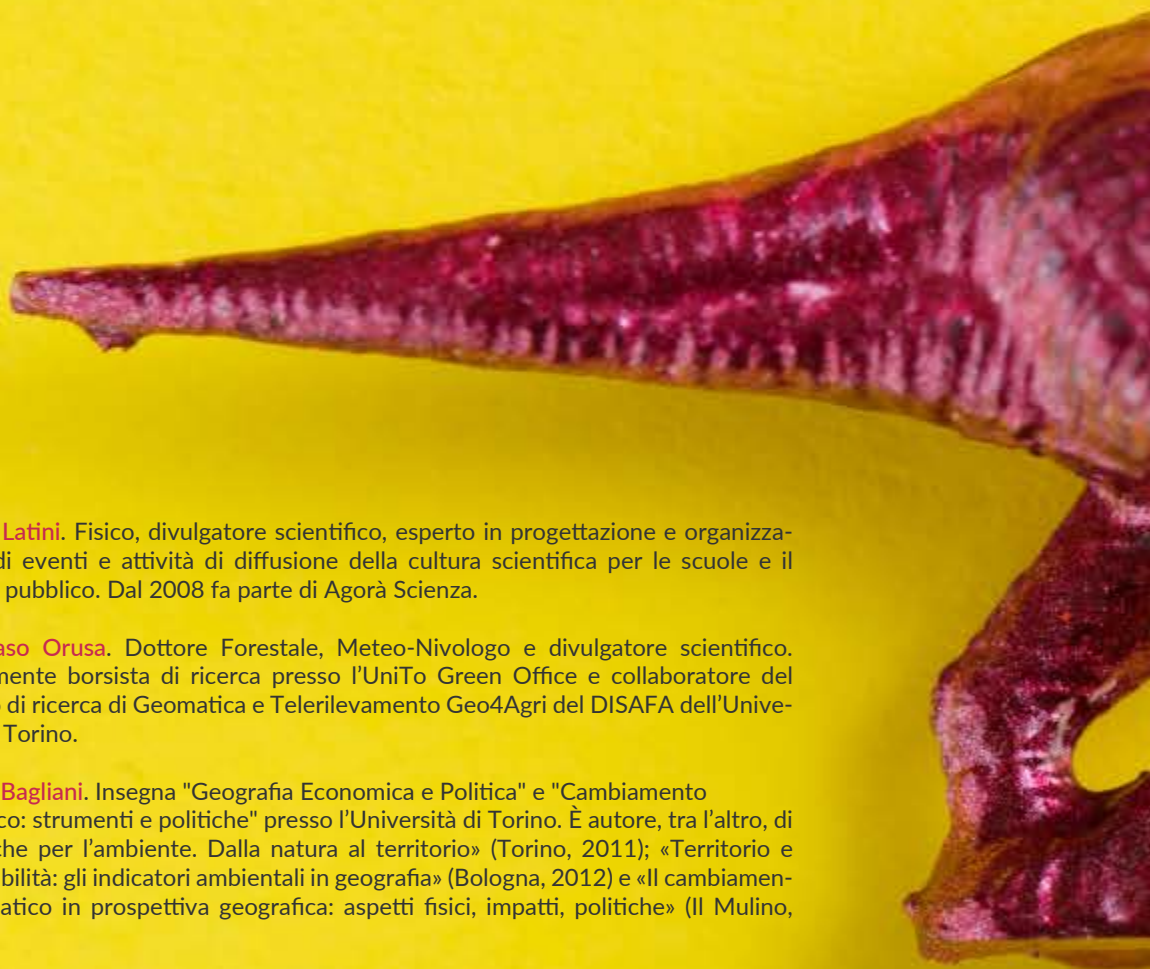 Latini. Fisico, divulgatore scientifico, esperto in progettazione e organizza-
di eventi e attività di diffusione della cultura scientifica per le scuole e il
pubblico. Dal 2008 fa parte di Agorà Scienza.
aso Orusa. Dottore Forestale, Meteo-Nivologo e divulgatore scientifico.
mente borsista di ricerca presso l'UniTo Green Office e collaboratore del
di ricerca di Geomatica e Telerilevamento Geo4Agri del DISAFA dell'Unive-
Torino.
Bagliani. Insegna "Geografia Economica e Politica" e "Cambiamento
co: strumenti e politiche" presso l'Università di Torino. È autore, tra l'altro, di
che per l'ambiente. Dalla natura al territorio» (Torino, 2011); «Territorio e
bilità: gli indicatori ambientali in geografia» (Bologna, 2012) e «Il cambiamen-
atico in prospettiva geografica: aspetti fisici, impatti, politiche» (Il Mulino,